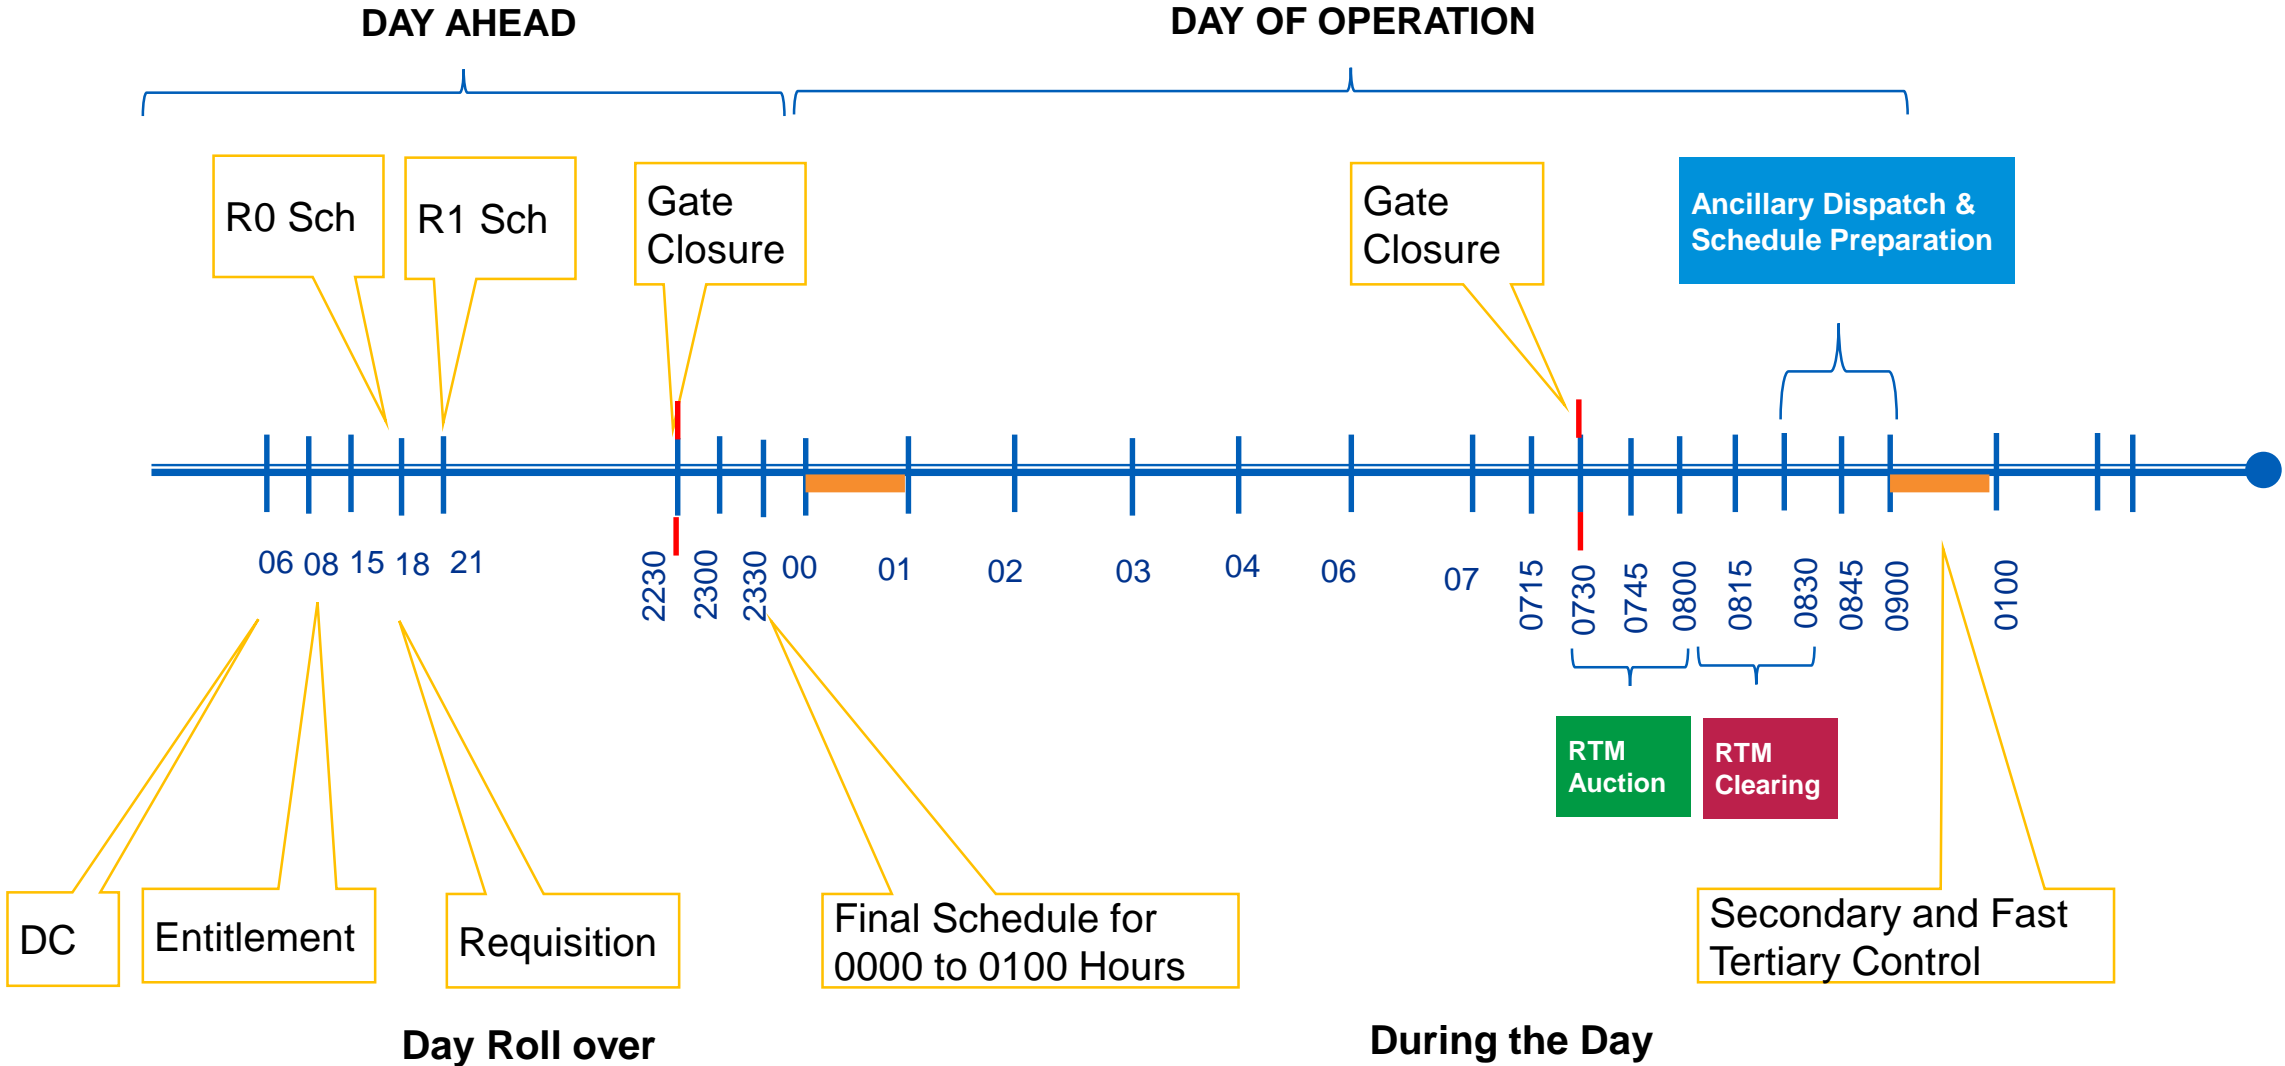 DAY AHEAD
DAY OF OPERATION
R0 Sch
R1 Sch
Gate
Closure
Gate
Closure
Ancillary Dispatch &
Schedule Preparation
06
08
15
18
21
2230
2300
2330
00
01
02
03
04
06
07
0715
0730
0745
0800
0815
0830
0845
0900
0100
RTM
Auction
RTM
Clearing
DC
Entitlement
Requisition
Final Schedule for
0000 to 0100 Hours
Secondary and Fast
Tertiary Control
Day Roll over
During the Day